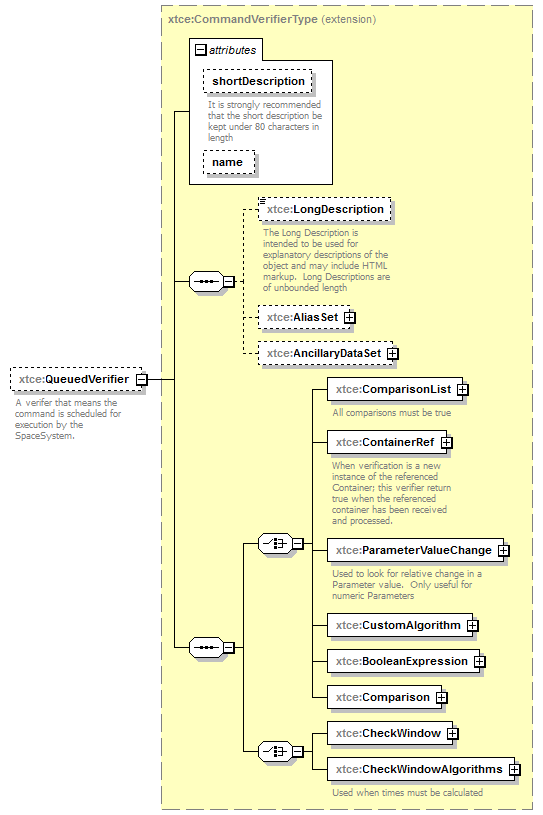 xtce:CommandVerifierType (extension)
attributes
shortDescription
It is strongly recommended
that the short description be
kept under 80 characters in
length
name
xtce:LongDescription
The Long Description is
intended to be used for
explanatory descriptions of the
object and may include HTML
markup. Long Descriptions are
of unbounded length
xtce:AliasSet
xtce:AncillaryDataSet
xtce:QueuedVerifier
A verifer that means the
command is scheduled for
execution by the
SpaceSystem.
xtce:ComparisonList
All comparisons must be true
xtce:ContainerRef
When verification is a new
instance of the referenced
Container; this verifier return
true when the referenced
container has been received
and processed.
xtce:ParameterValueChange
Used to look for relative change in a
Parameter value. Only useful for
numeric Parameters
xtce:CustomAlgorithm
xtce:BooleanExpression
xtce:Comparison
xtce:CheckWindow
xtce:CheckWindowAlgorithms
Used when times must be calculated